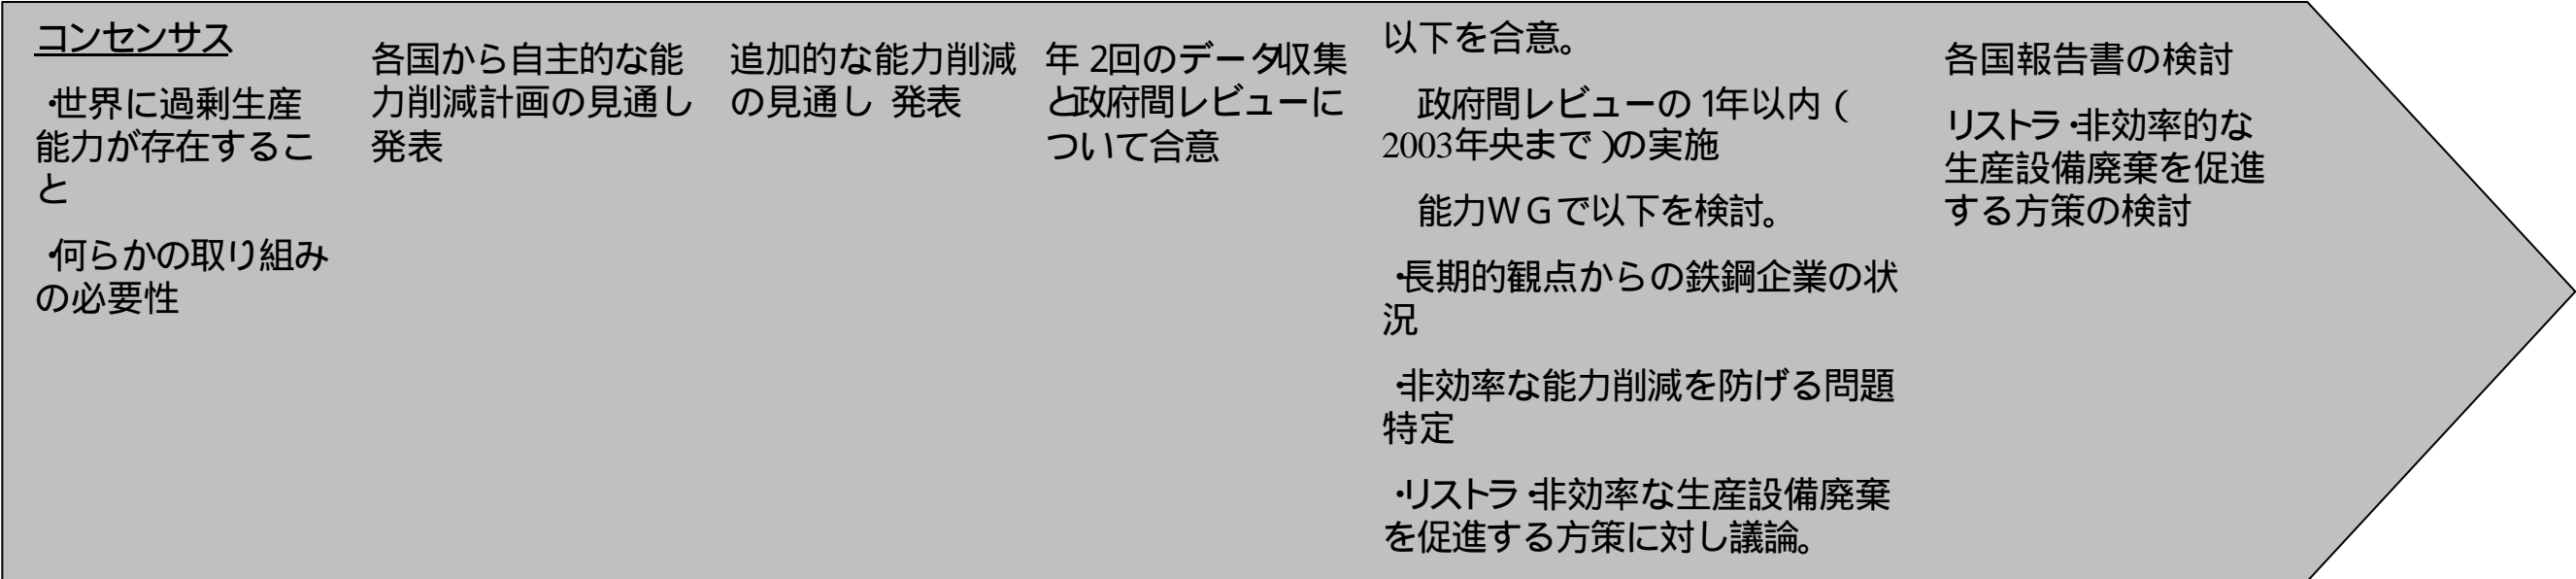 コンセンサス
・世界に過剰生産
能力が存在するこ
と
・何らかの取り組み
の必要性
各国から自主的な能
力削減計画の見通し
発表
追加的な能力削減
の見通し 発表
年2回のデータ収集
と政府間レビューに
ついて合意
以下を合意。
政府間レビューの1年以内(
2003年央まで)の実施
能力WGで以下を検討。
・長期的観点からの鉄鋼企業の状
況
・非効率な能力削減を防げる問題
特定
・リストラ・非効率な生産設備廃棄
を促進する方策に対し議論。
各国報告書の検討
リストラ・非効率的な
生産設備廃棄を促進
する方策の検討